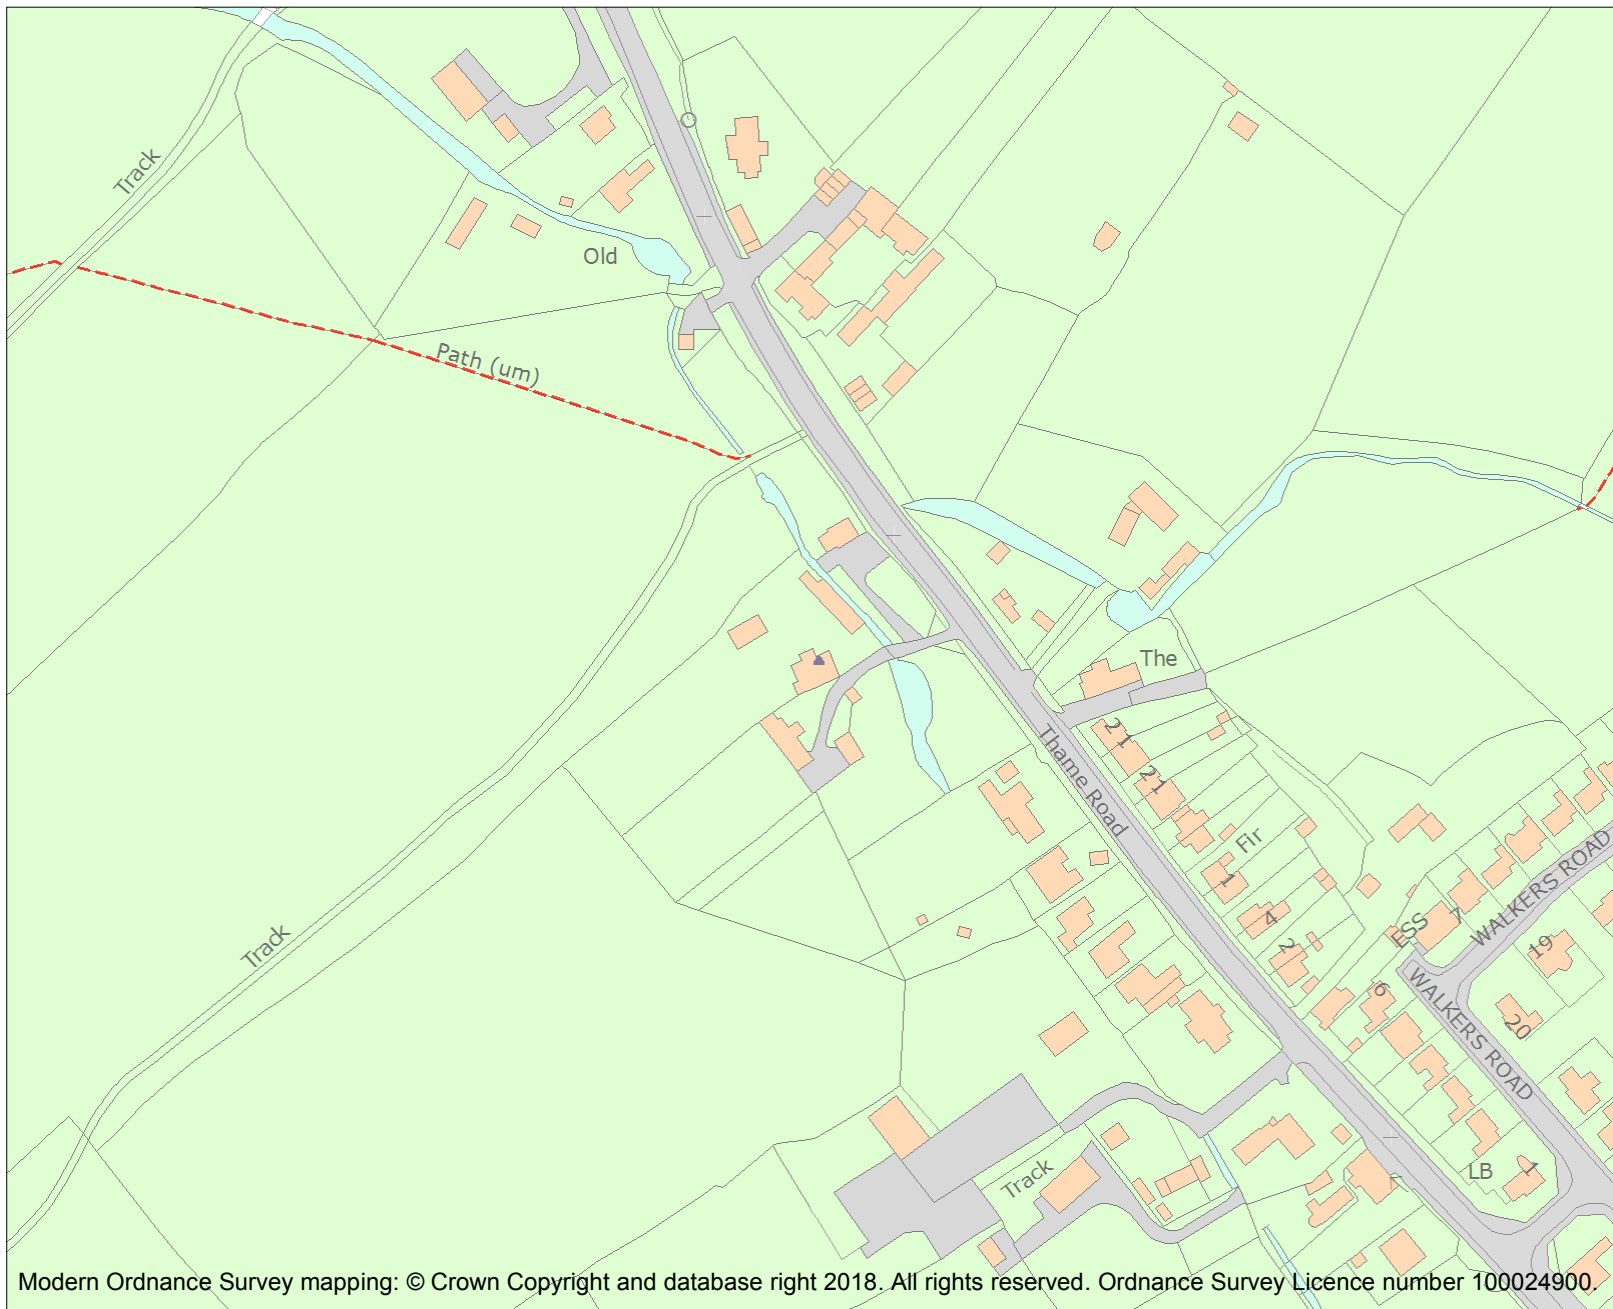 Track
Old
Path (um)
The
21
21
Thame Road
Fir
1
4
2
ESS
7
WALKERS ROAD
19
6
WALKERS ROAD
20
Track
Track
LB
1
Modern Ordnance Survey mapping: © Crown Copyright and database right 2018. All rights reserved. Ordnance Survey Licence number 100024900.